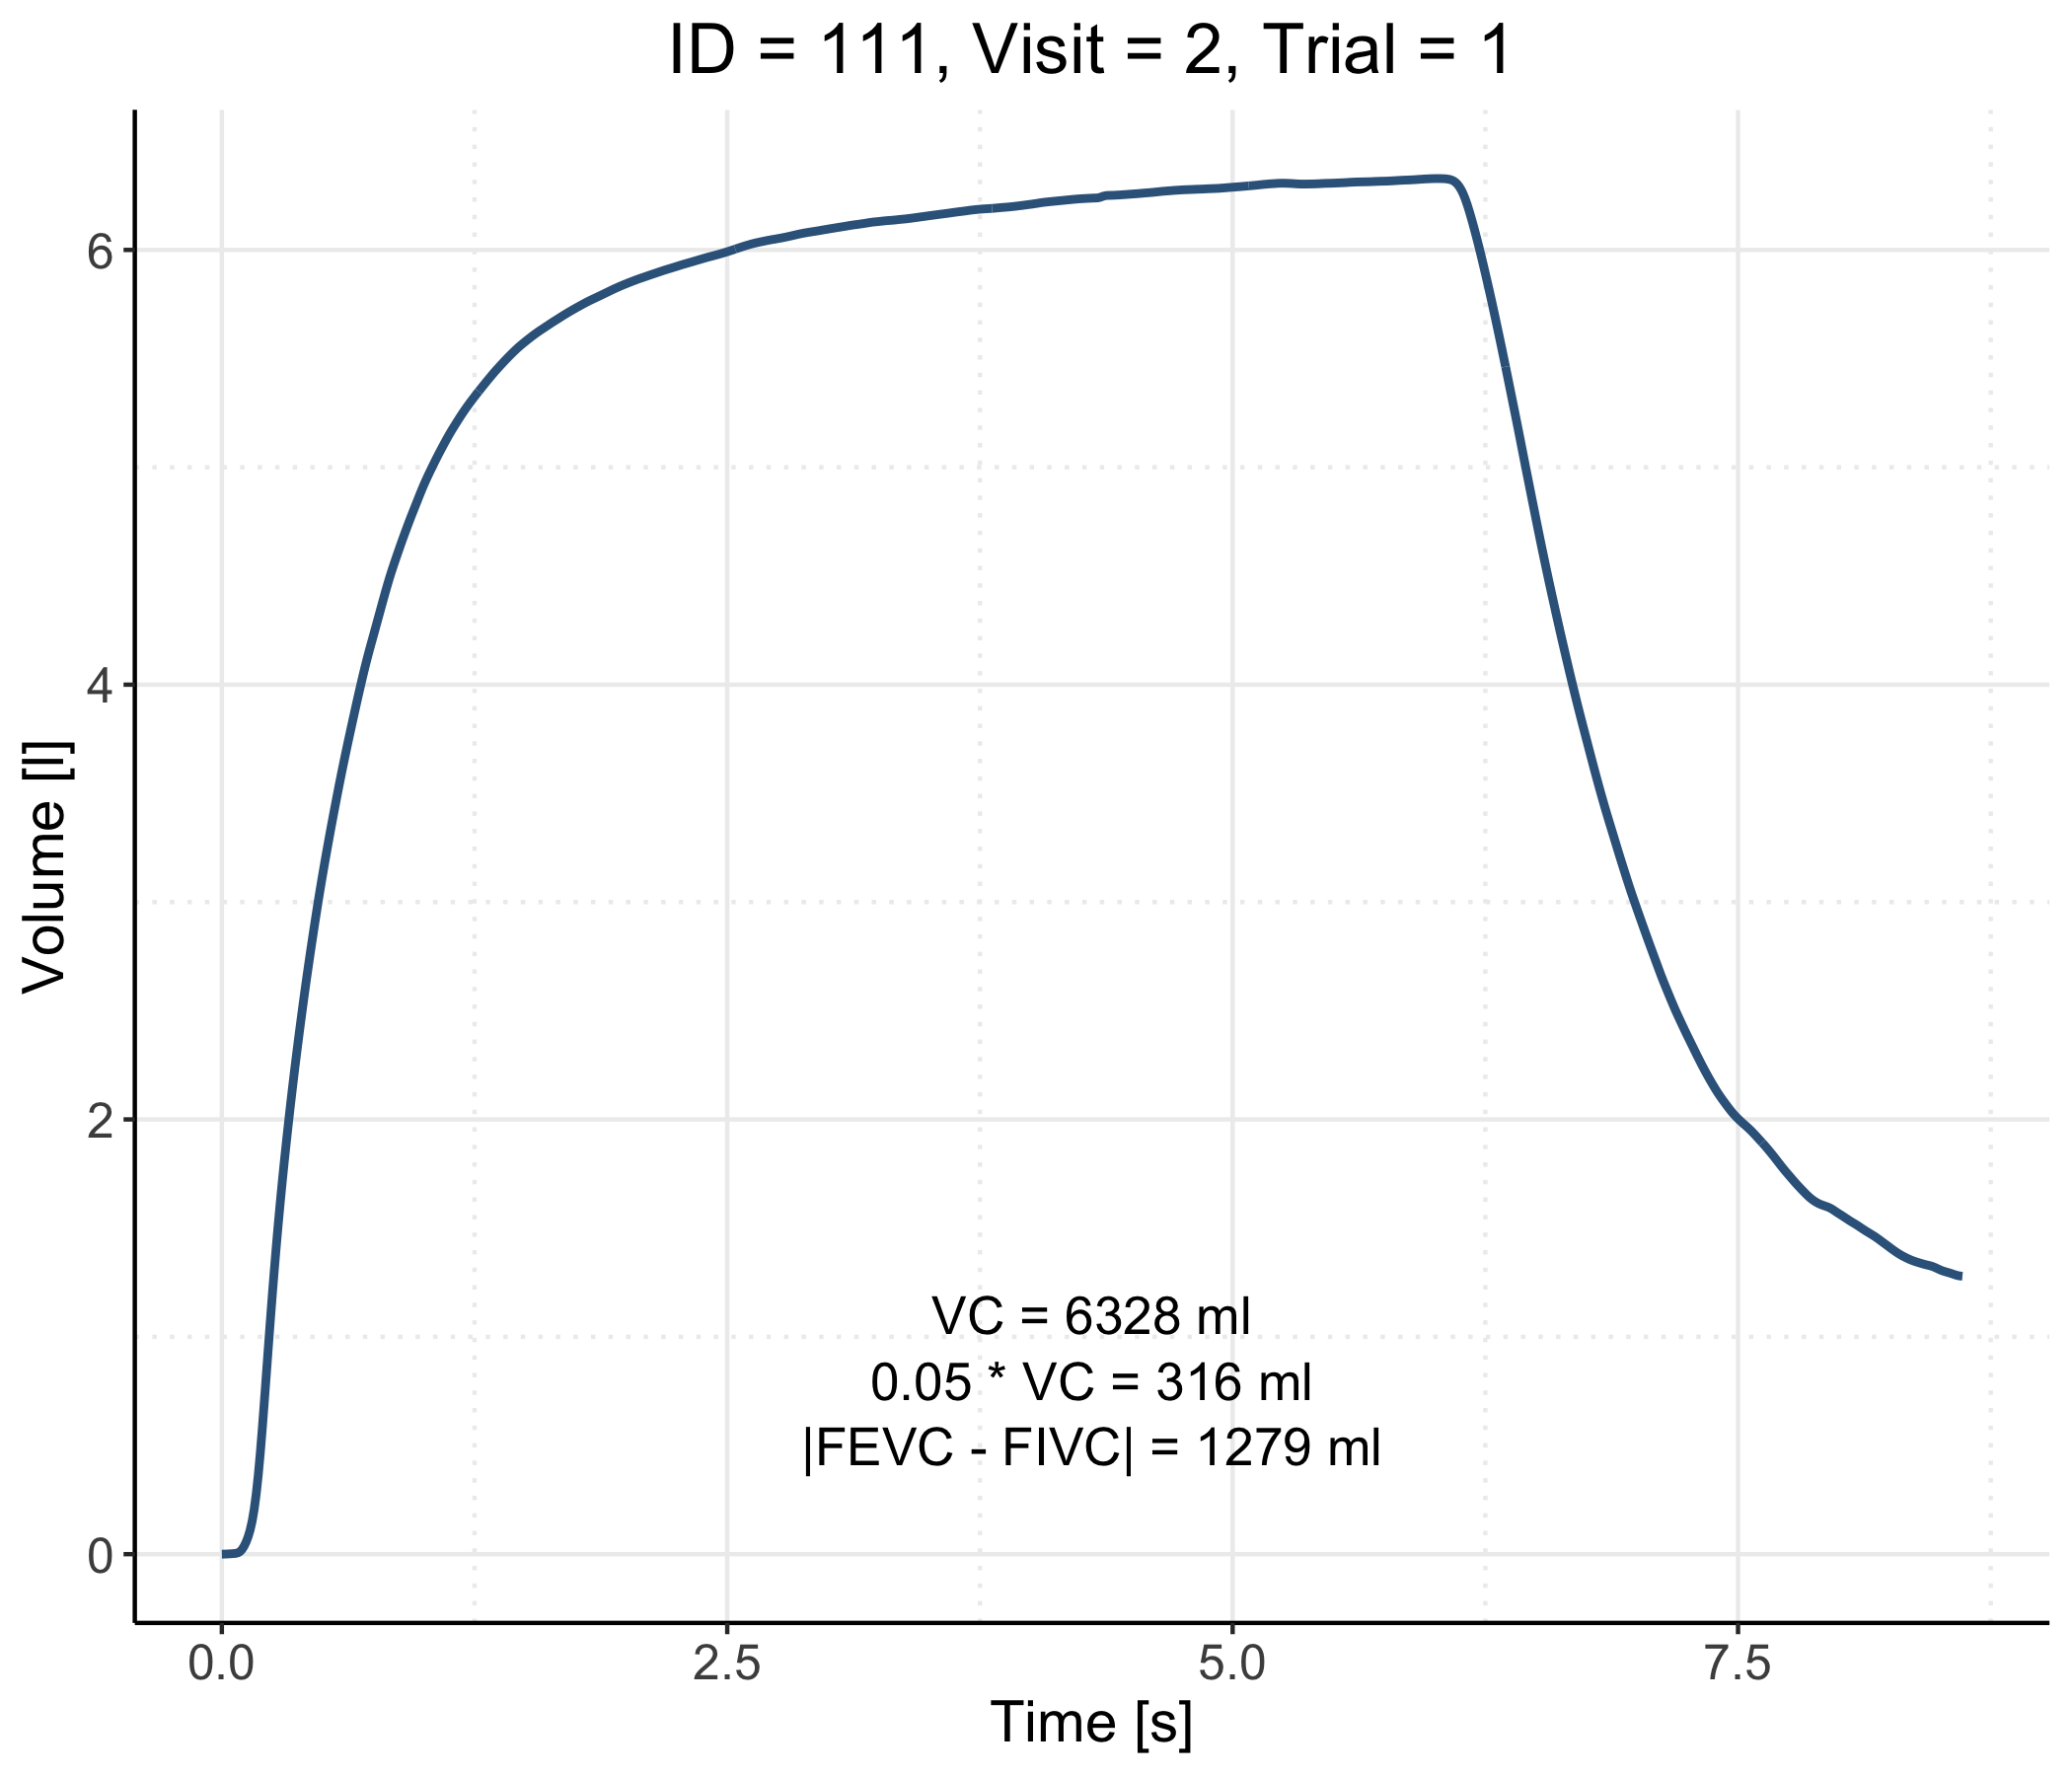 ID = 111, Visit = 2, Trial = 1
Volume [l]
6
4
2
0
VC = 6328 ml
0.05 * VC = 316 ml
|FEVC - FIVC| = 1279 ml
0.0 2.5 5.0 7.5
Time [s]